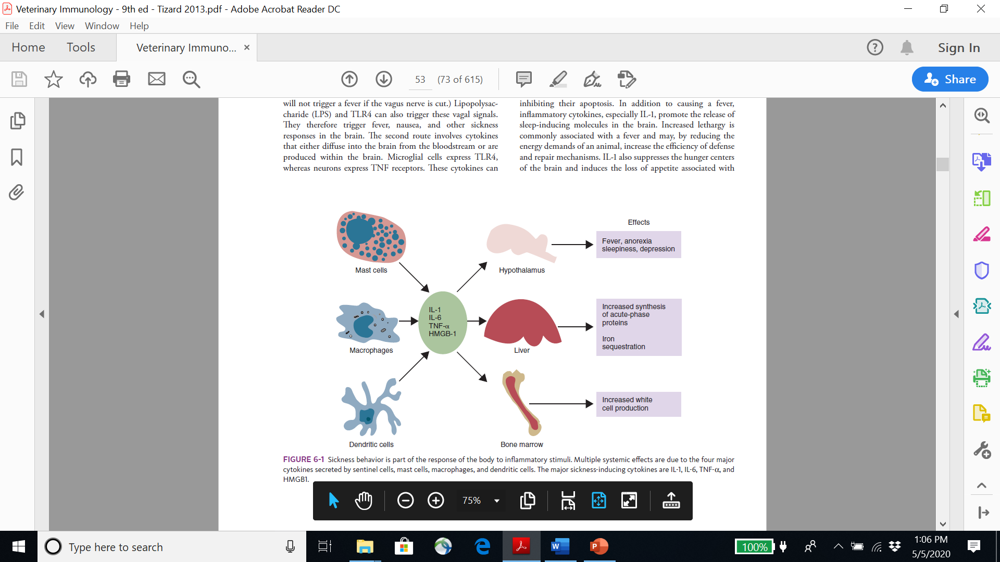 Veterinary Immunology - 9th ed - Tizard 2013.pdf - Adobe Acrobat Reader DC
File Edit View Window Help
Home Tools Veterinary Immuno... × Sign In
53 (73 of 615) Share
will not trigger a fever if the vagus nerve is cut.) Lipopolysac-
charide (LPS) and TLR4 can also trigger these vagal signals.
They therefore trigger fever, nausea, and other sickness
responses in the brain. The second route involves cytokines
that either diffuse into the brain from the bloodstream or are
produced within the brain. Microglial cells express TLR4,
whereas neurons express TNF receptors. These cytokines can
inhibiting their apoptosis. In addition to causing a fever,
inflammatory cytokines, especially IL-1, promote the release of
sleep-inducing molecules in the brain. Increased lethargy is
commonly associated with a fever and may, by reducing the
energy demands of an animal, increase the efficiency of defense
and repair mechanisms. IL-1 also suppresses the hunger centers
of the brain and induces the loss of appetite associated with
Mast cells
Macrophages
Dendritic cells
IL-1
IL-6
TNF-α
HMGB-1
Hypothalamus
Liver
Bone marrow
Effects
Fever, anorexia
sleepiness, depression
Increased synthesis
of acute-phase
proteins
Iron
sequestration
Increased white
cell production
FIGURE 6-1 Sickness behavior is part of the response of the body to inflammatory stimuli. Multiple systemic effects are due to the four major
cytokines secreted by sentinel cells, mast cells, macrophages, and dendritic cells. The major sickness-inducing cytokines are IL-1, IL-6, TNF-α, and
HMGB1.
75%
Type here to search
100%
1:06 PM
5/5/2020